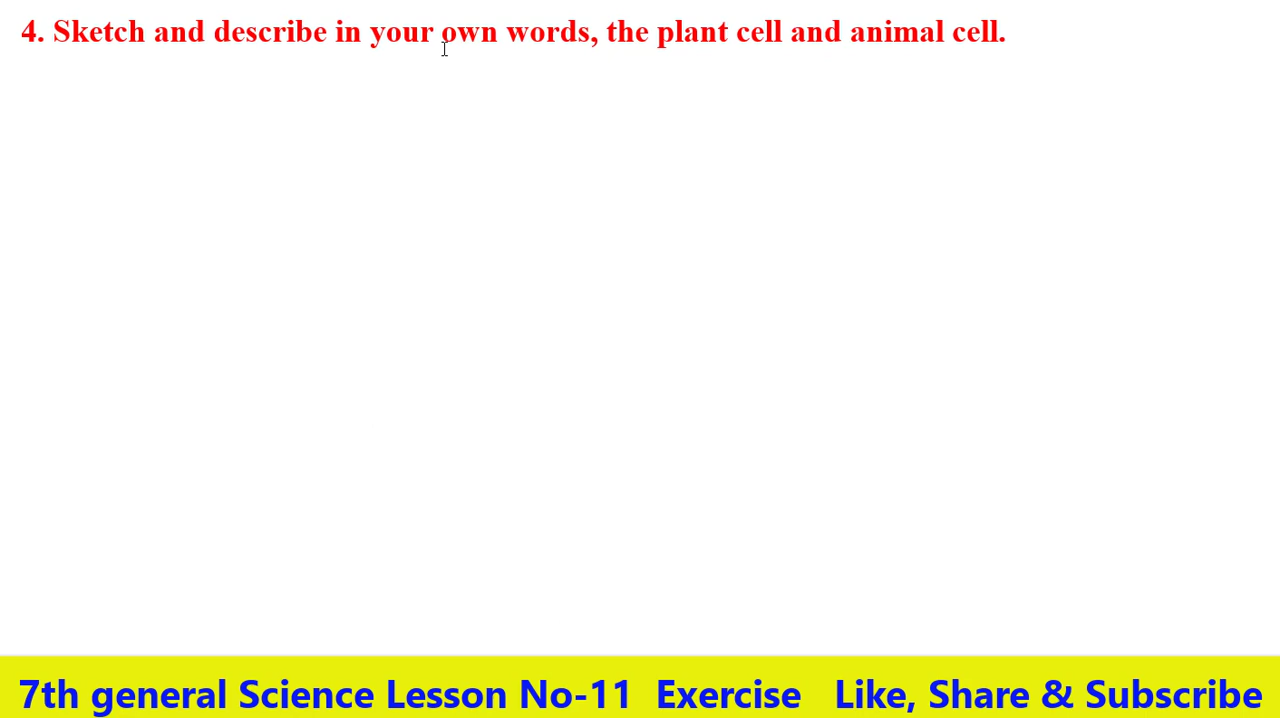 4. Sketch and describe in your own words, the plant cell and animal cell.
7th general Science Lesson No-11 Exercise Like, Share & Subscribe